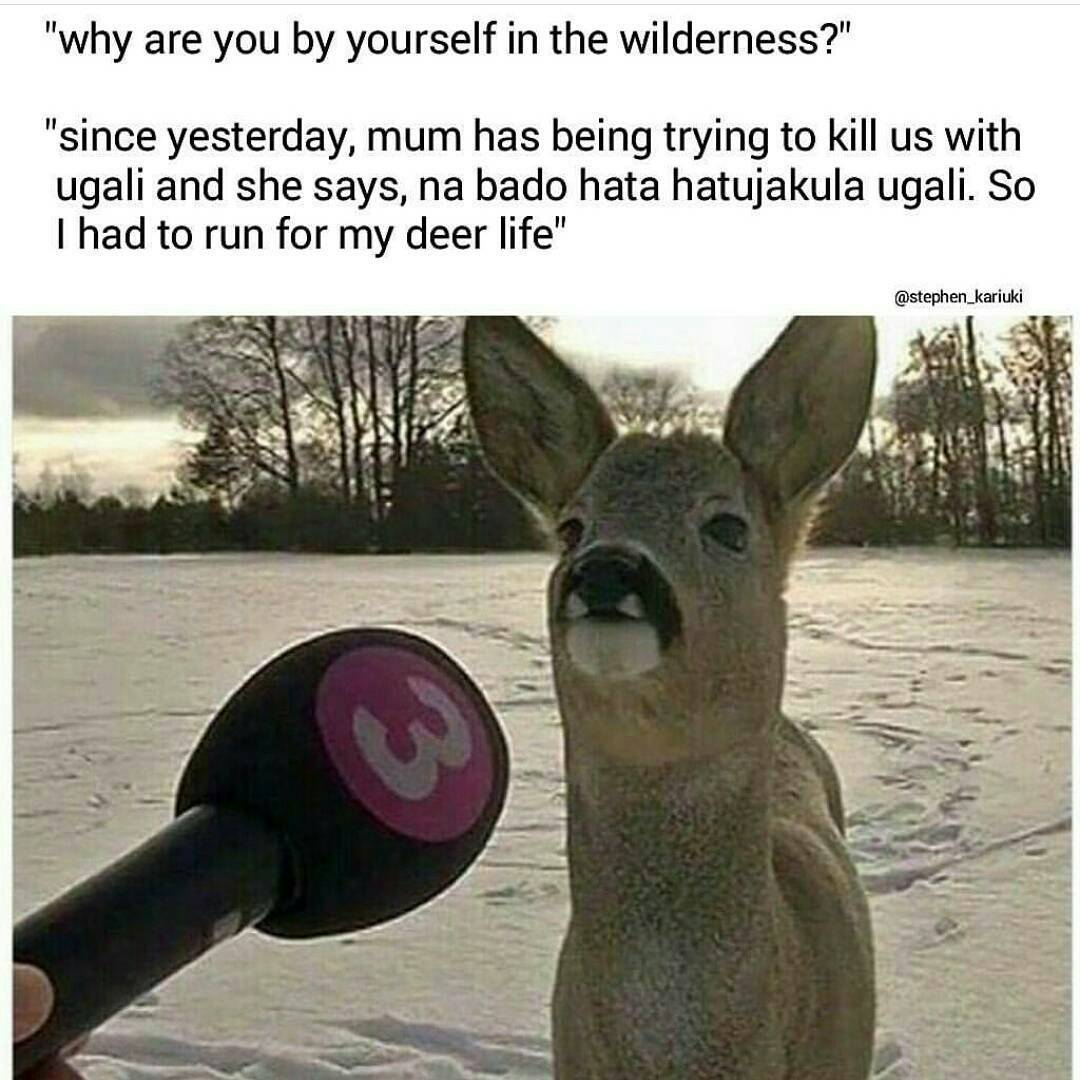 "why are you by yourself in the wilderness?"
"since yesterday, mum has being trying to kill us with
ugali and she says, na bado hata hatujakula ugali. So
I had to run for my deer life"
@stephen_kariuki
3